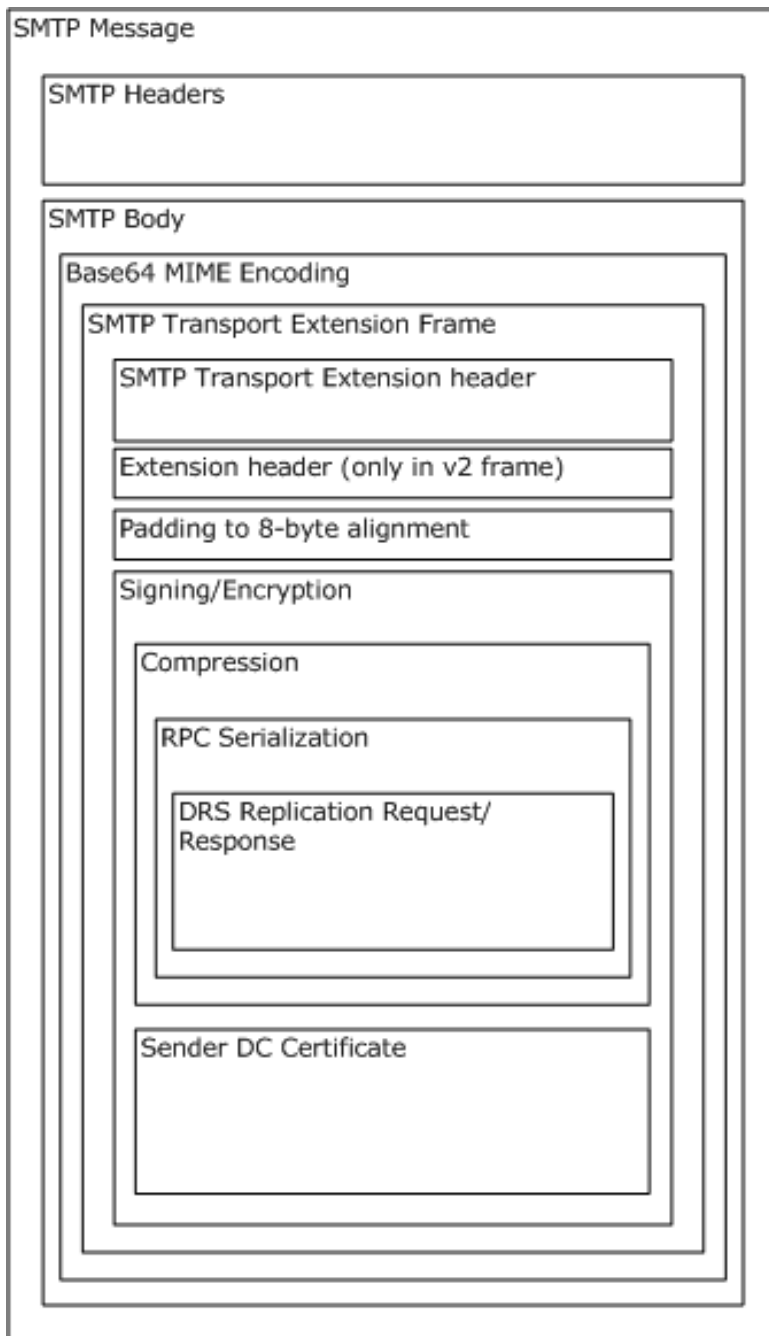 SMTP Message
SMTP Headers
SMTP Body
Base64 MIME Encoding
SMTP Transport Extension Frame
SMTP Transport Extension header
Extension header (only in v2 frame)
Padding to 8-byte alignment
Signing/Encryption
Compression
RPC Serialization
DRS Replication Request/
Response
Sender DC Certificate